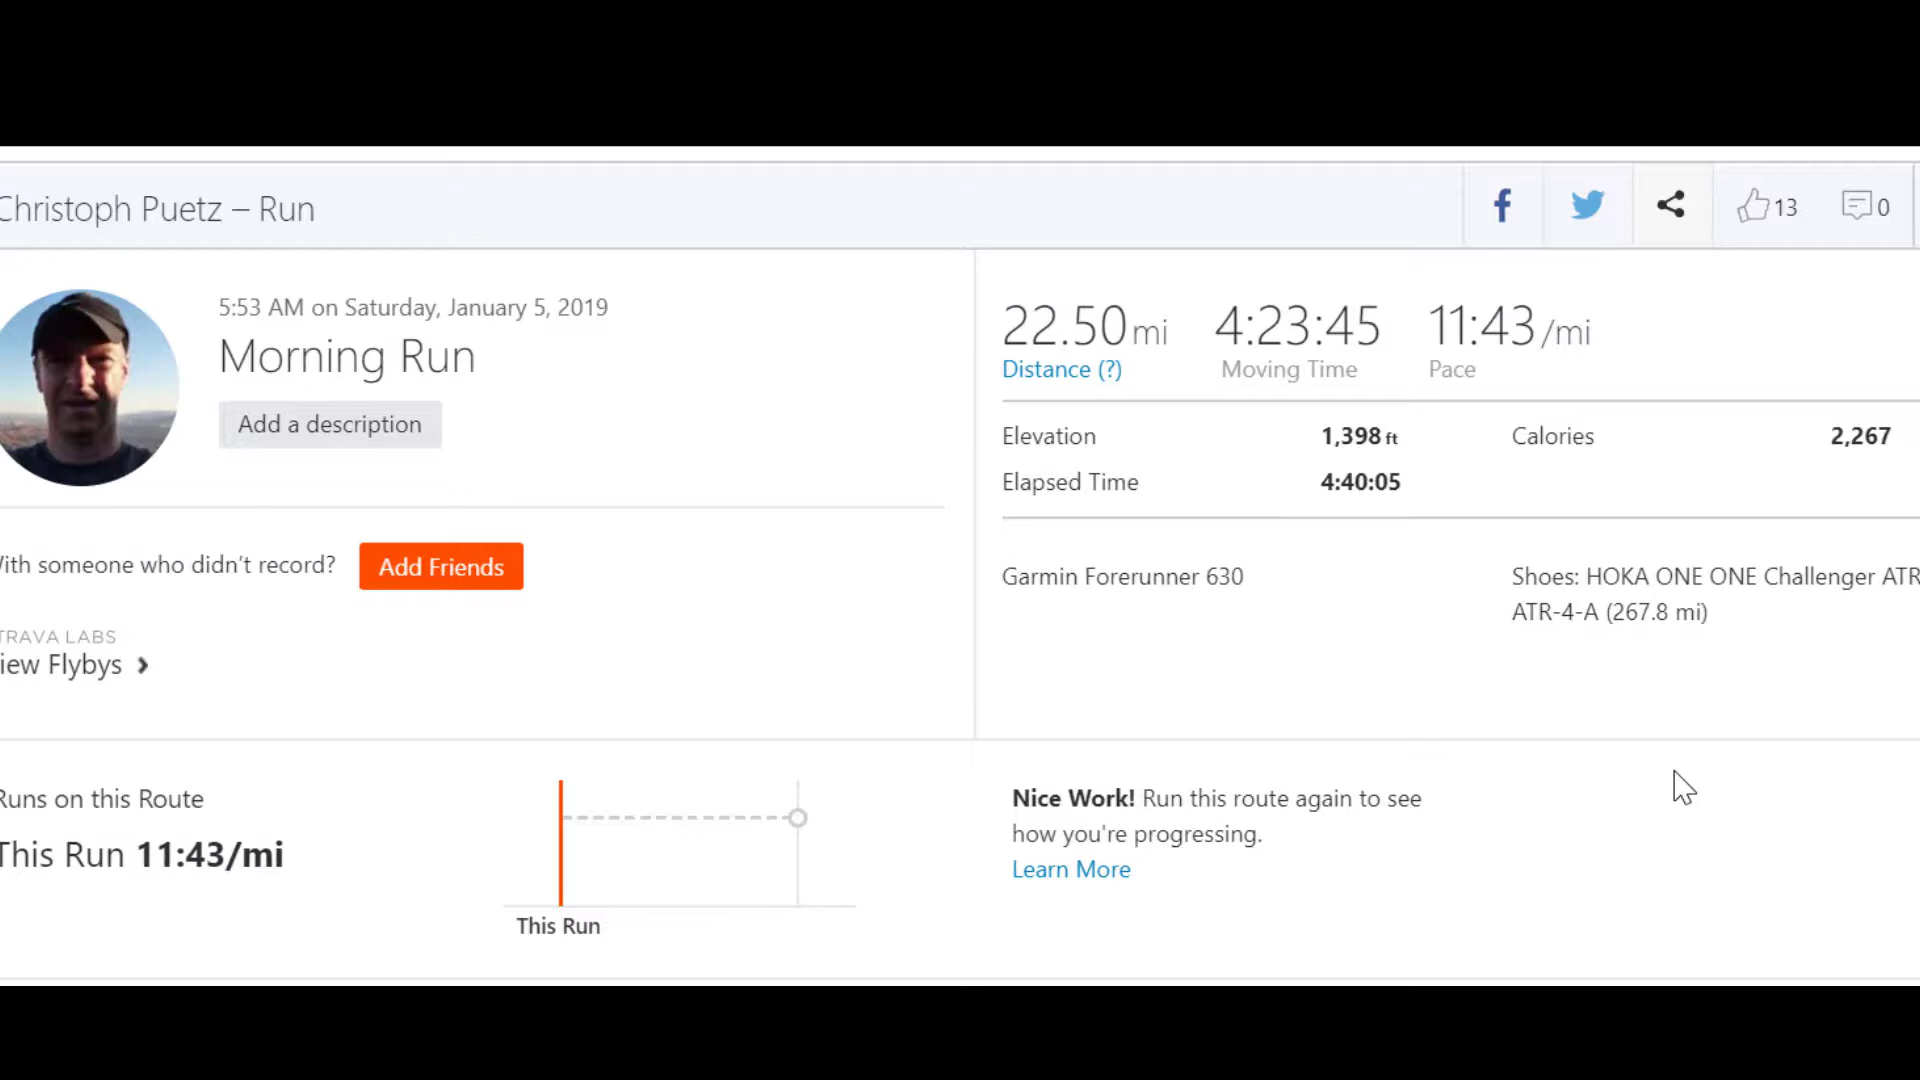 Christoph Puetz – Run
13
0
5:53 AM on Saturday, January 5, 2019
Morning Run
Add a description
22.50 mi 4:23:45 11:43 /mi
Distance (?) Moving Time Pace
Elevation 1,398 ft Calories 2,267
Elapsed Time 4:40:05
ith someone who didn't record? Add Friends
Garmin Forerunner 630
Shoes: HOKA ONE ONE Challenger ATR
ATR-4-A (267.8 mi)
TRAVA LABS
iew Flybys
Runs on this Route
This Run 11:43/mi
This Run
Nice Work! Run this route again to see
how you're progressing.
Learn More